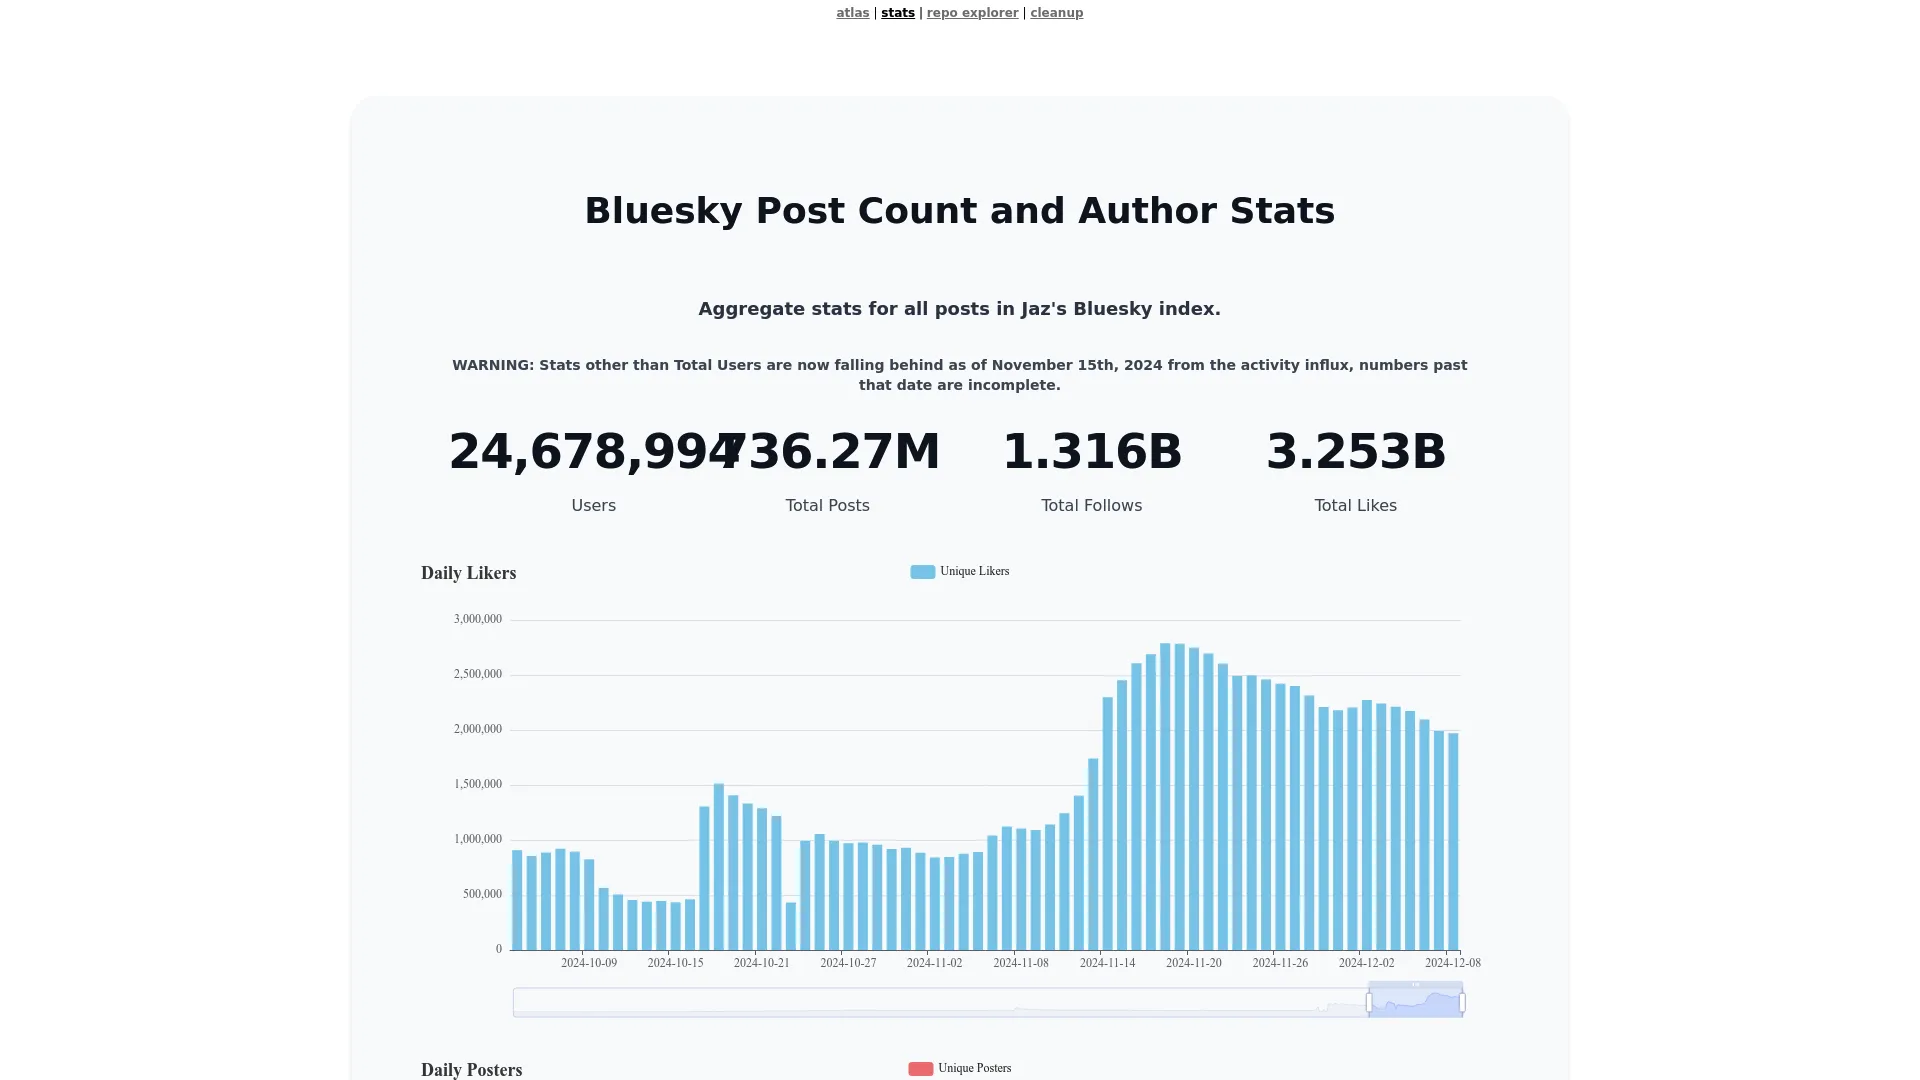 atlas | stats | repo explorer | cleanup
Bluesky Post Count and Author Stats
Aggregate stats for all posts in Jaz's Bluesky index.
WARNING: Stats other than Total Users are now falling behind as of November 15th, 2024 from the activity influx, numbers past
that date are incomplete.
24,678,994 736.27M 1.316B 3.253B
Users Total Posts Total Follows Total Likes
Daily Likers Unique Likers
3,000,000
2,500,000
2,000,000
1,500,000
1,000,000
500,000
0
2024-10-09 2024-10-15 2024-10-21 2024-10-27 2024-11-02 2024-11-08 2024-11-14 2024-11-20 2024-11-26 2024-12-02 2024-12-08
Daily Posters Unique Posters